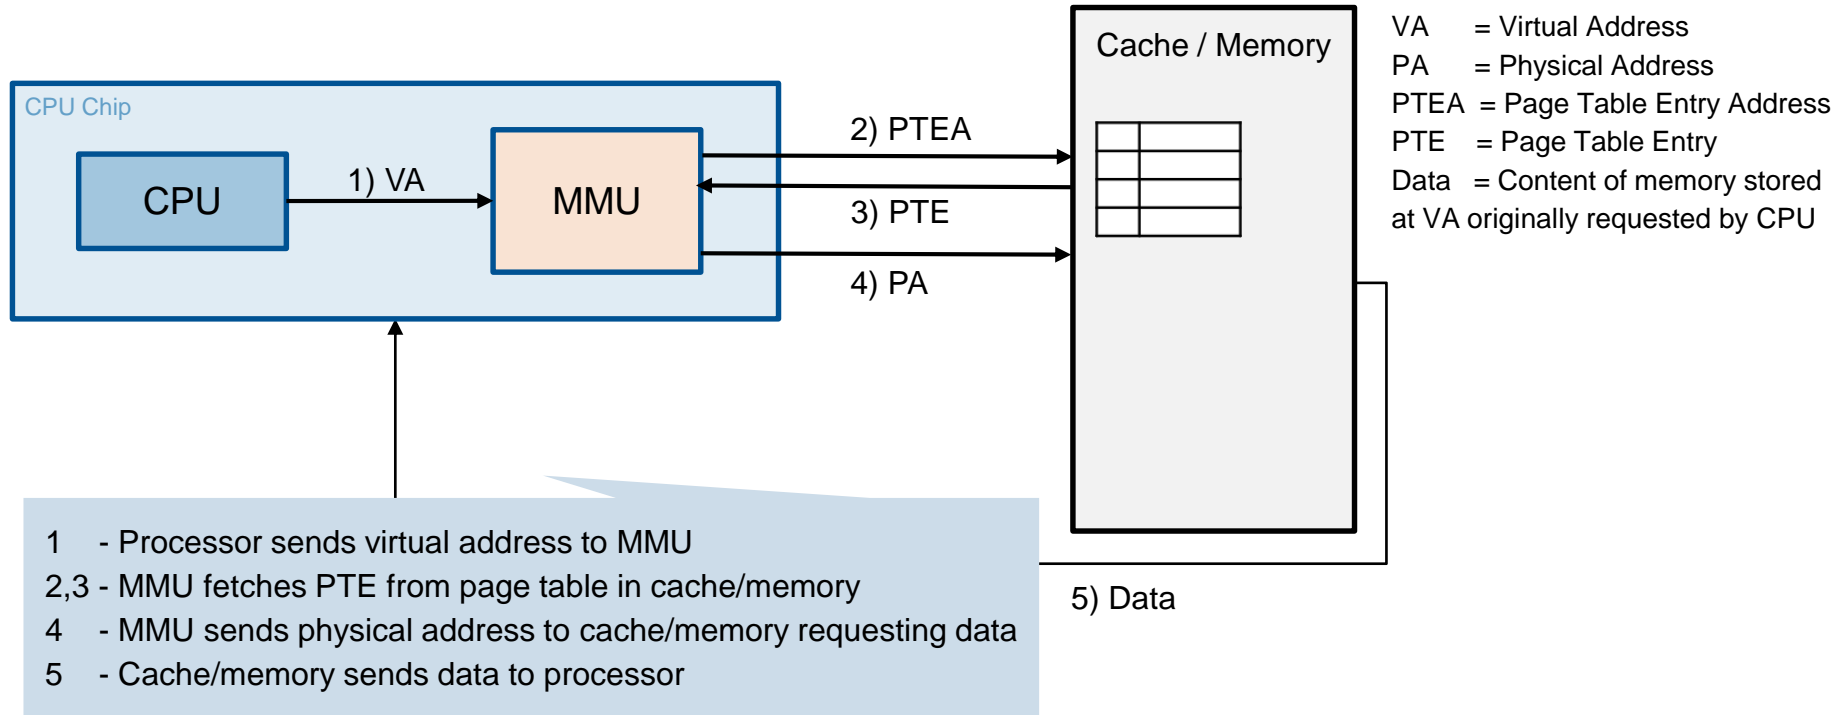 Cache / Memory
VA = Virtual Address
PA = Physical Address
PTEA = Page Table Entry Address
PTE = Page Table Entry
Data = Content of memory stored
at VA originally requested by CPU
CPU Chip
CPU
1) VA
MMU
2) PTEA
3) PTE
4) PA
1 - Processor sends virtual address to MMU
2,3 - MMU fetches PTE from page table in cache/memory
4 - MMU sends physical address to cache/memory requesting data
5 - Cache/memory sends data to processor
5) Data